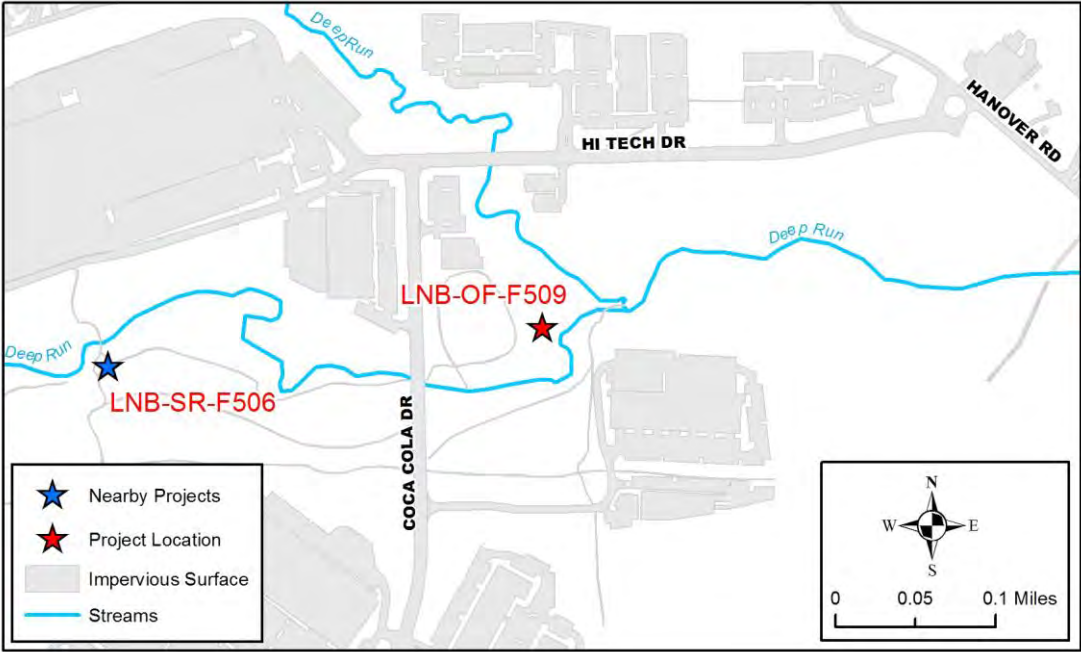 DeepRun
HI TECH DR
HANOVER RD
Deep Run
LNB-OF-F509
Deep Run
LNB-SR-F506
COCA COLA DR
Nearby Projects
Project Location
Impervious Surface
Streams
N
W E
S
0 0.05 0.1 Miles